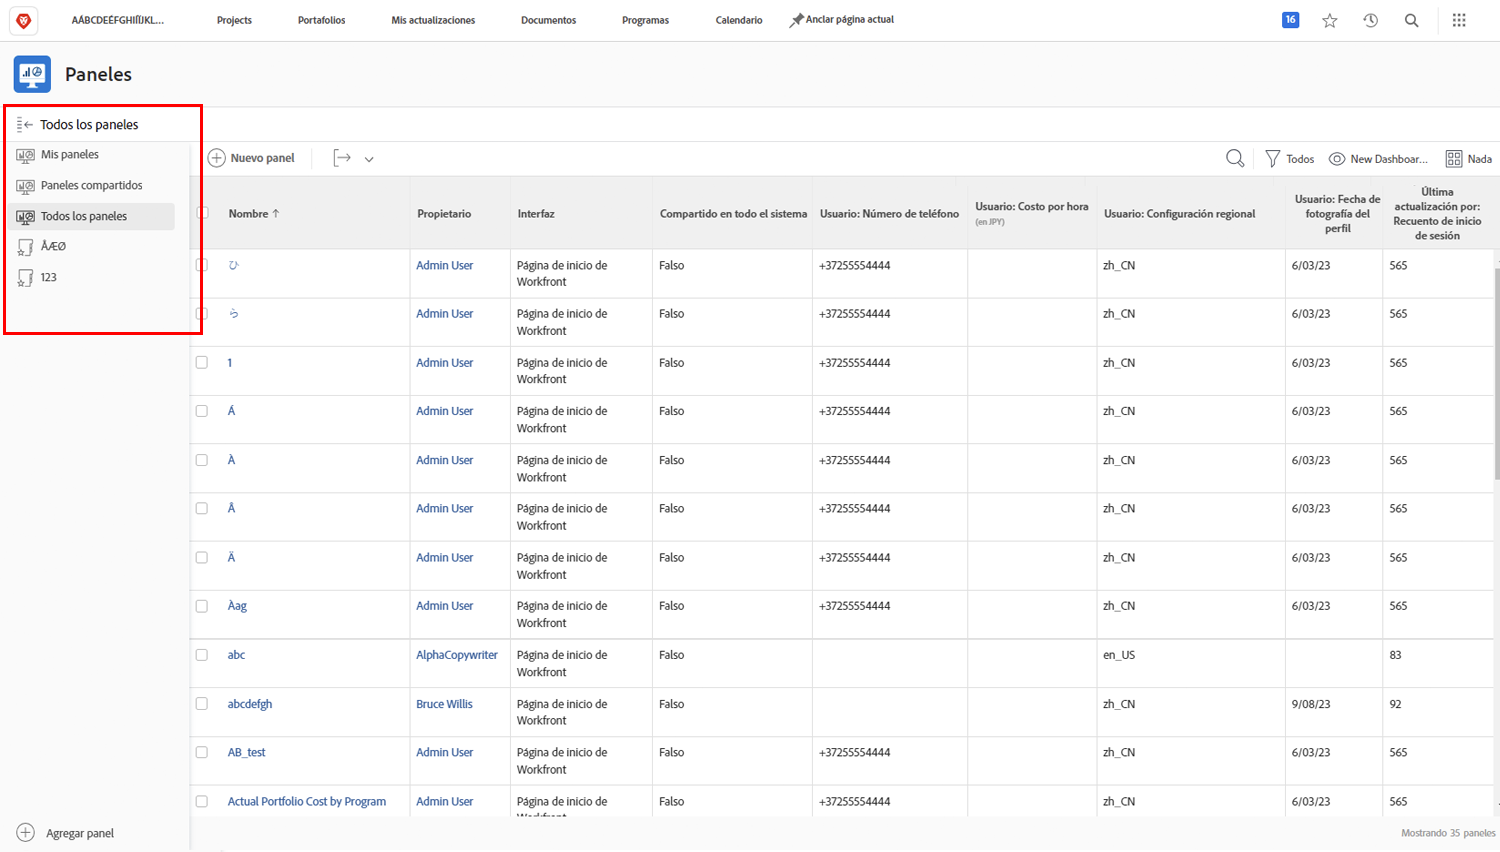 AÁBCDEÉFGHIÍÏJKL...
Projects
Portafolios
Mis actualizaciones
Documentos
Programas
Calendario
Anclar página actual
16
Paneles
Todos los paneles
Mis paneles
Paneles compartidos
Todos los paneles
ÅÆØ
123
Agregar panel
Nuevo panel
Todos
New Dashboar...
Nada
Nombre ↑
Propietario
Interfaz
Compartido en todo el sistema
Usuario: Número de teléfono
Usuario: Costo por hora
(en JPY)
Usuario: Configuración regional
Usuario: Fecha de
fotografía del
perfil
Última
actualización por:
Recuento de inicio
de sesión
ひ Admin User Página de inicio de Falso +37255554444 zh_CN 6/03/23 565
Workfront
ら Admin User Página de inicio de Falso +37255554444 zh_CN 6/03/23 565
Workfront
1 Admin User Página de inicio de Falso +37255554444 zh_CN 6/03/23 565
Workfront
Á Admin User Página de inicio de Falso +37255554444 zh_CN 6/03/23 565
Workfront
À Admin User Página de inicio de Falso +37255554444 zh_CN 6/03/23 565
Workfront
Â Admin User Página de inicio de Falso +37255554444 zh_CN 6/03/23 565
Workfront
Ä Admin User Página de inicio de Falso +37255554444 zh_CN 6/03/23 565
Workfront
Àag Admin User Página de inicio de Falso +37255554444 zh_CN 6/03/23 565
Workfront
abc AlphaCopywriter Página de inicio de Falso en_US 83
Workfront
abcdefgh Bruce Willis Página de inicio de Falso zh_CN 9/08/23 92
Workfront
AB_test Admin User Página de inicio de Falso +37255554444 zh_CN 6/03/23 565
Workfront
Actual Portfolio Cost by Program Admin User Página de inicio de Falso +37255554444 zh_CN 6/03/23 565
Workfront
Mostrando 35 paneles